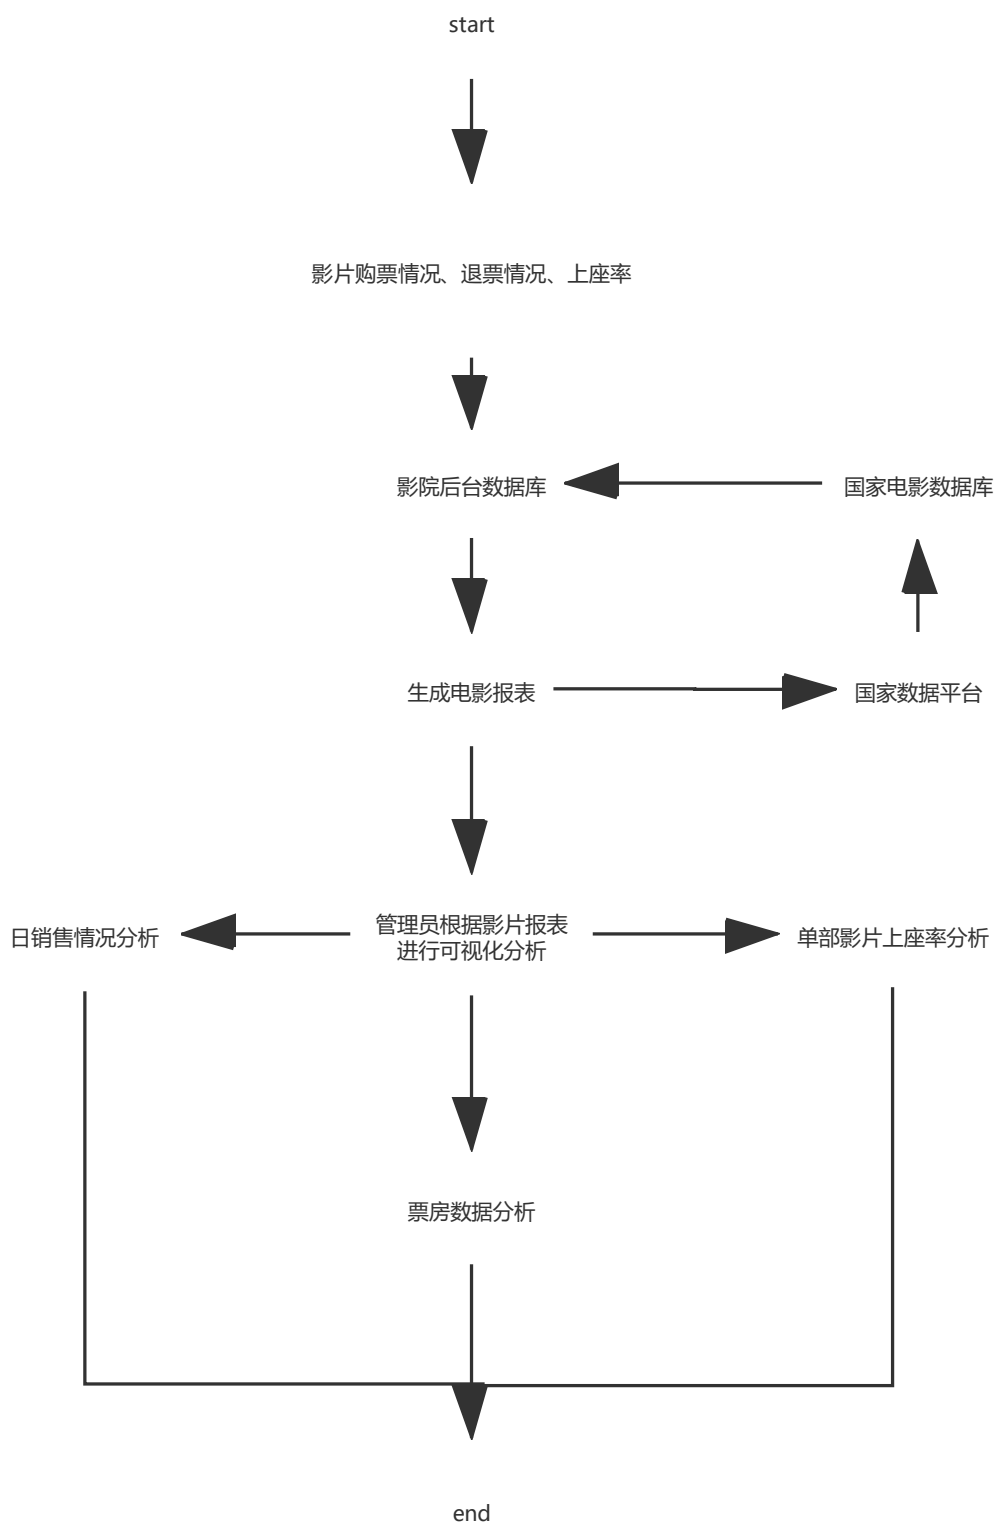 start
影片购票情况、退票情况、上座率
影院后台数据库
国家电影数据库
生成电影报表
国家数据平台
日销售情况分析
管理员根据影片报表
进行可视化分析
单部影片上座率分析
票房数据分析
end